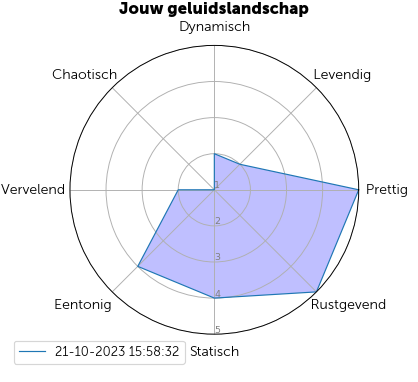 Jouw geluidslandschap
Dynamisch
Chaotisch
Levendig
Vervelend
Prettig
1
2
3
4
5
Eentonig
Rustgevend
Statisch
21-10-2023 15:58:32